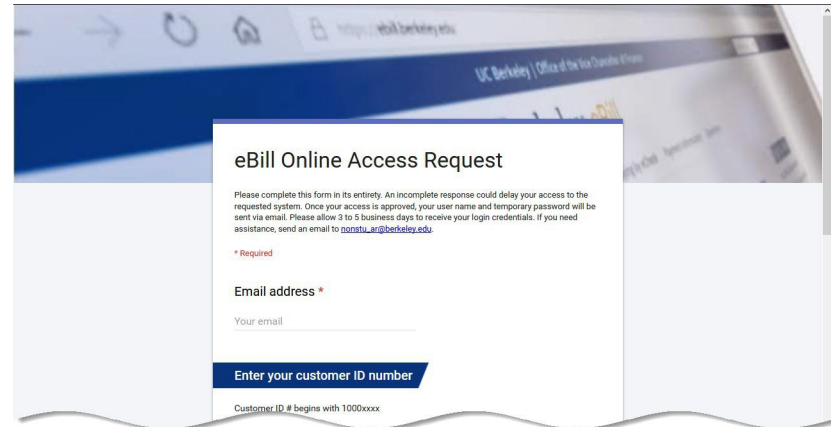 https://ebill.berkeley.edu
UC Berkeley | Office of the Vice Chancellor of Finance
eBill
eBill Online Access Request
Please complete this form in its entirety. An incomplete response could delay your access to the
requested system. Once your access is approved, your user name and temporary password will be
sent via email. Please allow 3 to 5 business days to receive your login credentials. If you need
assistance, send an email to nonstu_ar@berkeley.edu.
* Required
Email address *
Your email
Enter your customer ID number
Customer ID # begins with 1000xxxx